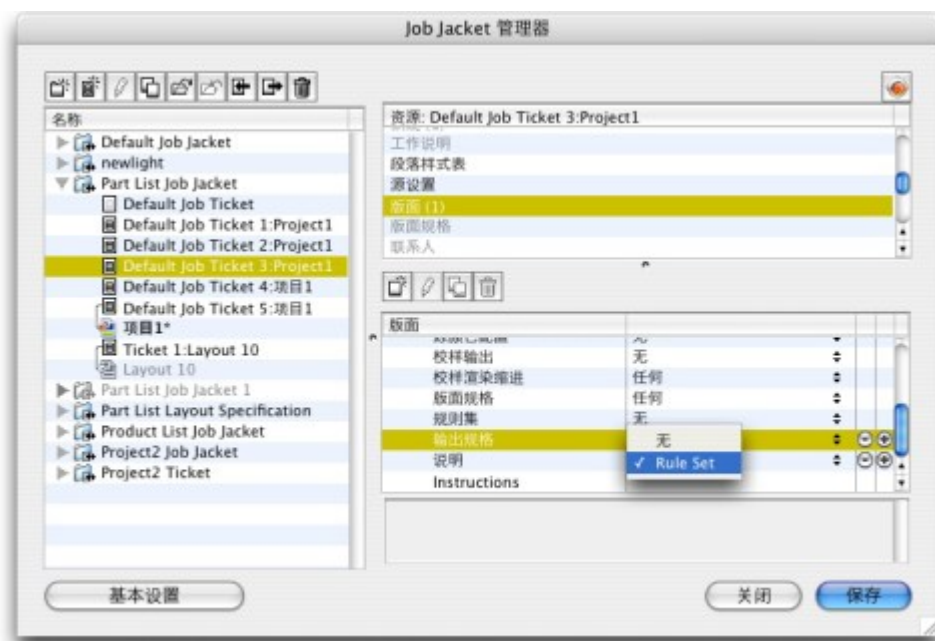 Job Jacket 管理器
名称
Default Job Jacket
newlight
Part List Job Jacket
Default Job Ticket
Default Job Ticket 1:Project1
Default Job Ticket 2:Project1
Default Job Ticket 3:Project1
Default Job Ticket 4:项目1
Default Job Ticket 5:项目1
项目1*
Ticket 1:Layout 10
Layout 10
Part List Job Jacket 1
Part List Layout Specification
Product List Job Jacket
Project2 Job Jacket
Project2 Ticket
资源: Default Job Ticket 3:Project1
工作说明
段落样式表
源设置
版面 (1)
版面规格
联系人
版面
校样输出 无
校样渲染缩进 任何
版面规格 任何
规则集 无
输出规格 无
说明 ✓ Rule Set
Instructions
基本设置
关闭
保存